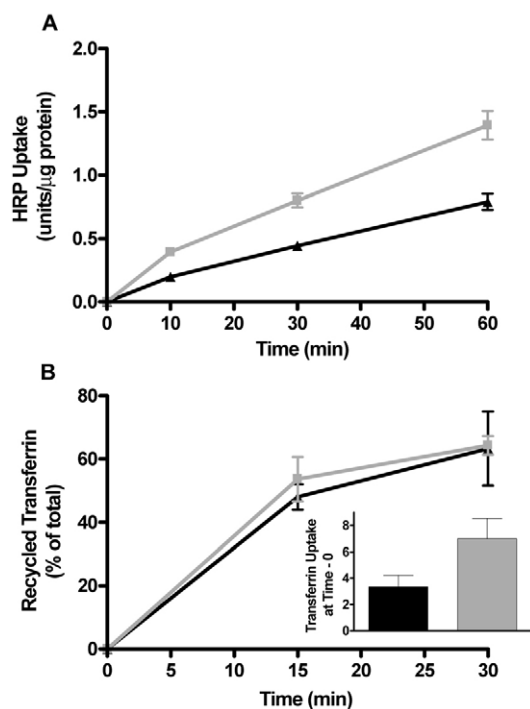 A
2.0
1.5
1.0
0.5
0.0
HRP Uptake
(units/µg protein)
0 10 20 30 40 50 60
Time (min)
B
80
60
40
20
0
Recycled Transferrin
(% of total)
8
6
4
2
0
Transferrin Uptake
at Time - 0
0 5 10 15 20 25 30
Time (min)